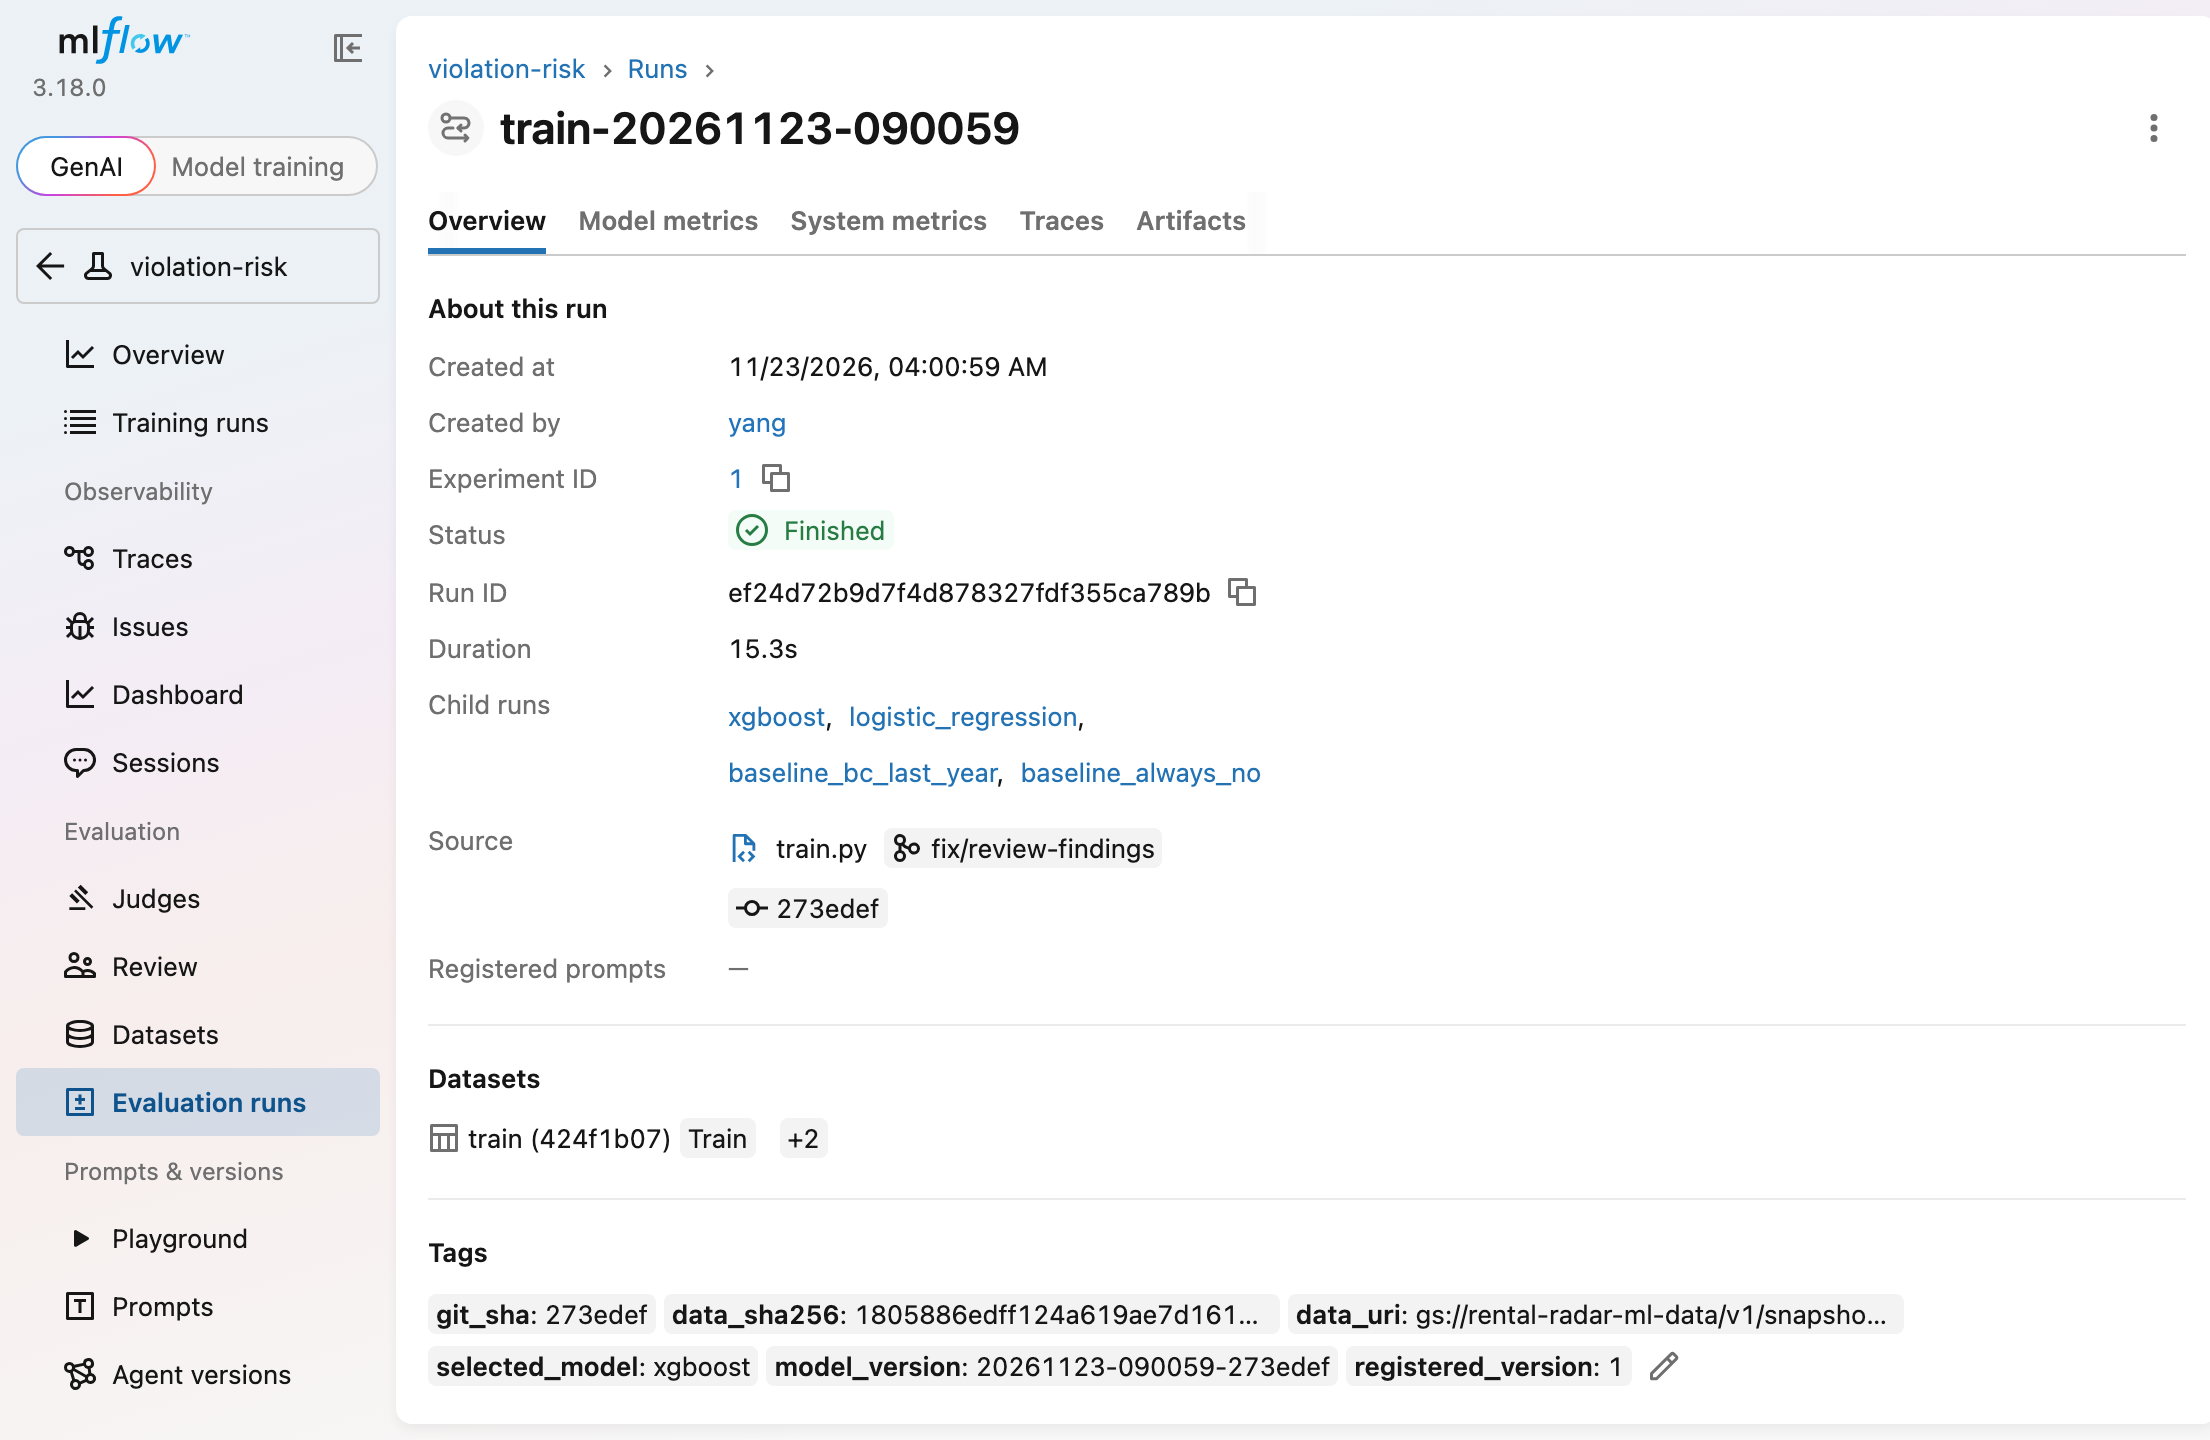 mlflow
3.18.0
GenAI Model training
violation-risk
Overview
Training runs
Observability
Traces
Issues
Dashboard
Sessions
Evaluation
Judges
Review
Datasets
Evaluation runs
Prompts & versions
Playground
Prompts
Agent versions
violation-risk > Runs >
train-20261123-090059
Overview Model metrics System metrics Traces Artifacts
About this run
Created at 11/23/2026, 04:00:59 AM
Created by yang
Experiment ID 1
Status Finished
Run ID ef24d72b9d7f4d878327fdf355ca789b
Duration 15.3s
Child runs xgboost, logistic_regression,
baseline_bc_last_year, baseline_always_no
Source train.py fix/review-findings
273edef
Registered prompts —
Datasets
train (424f1b07) Train +2
Tags
git_sha: 273edef data_sha256: 1805886edff124a619ae7d161... data_uri: gs://rental-radar-ml-data/v1/snapsho...
selected_model: xgboost model_version: 20261123-090059-273edef registered_version: 1